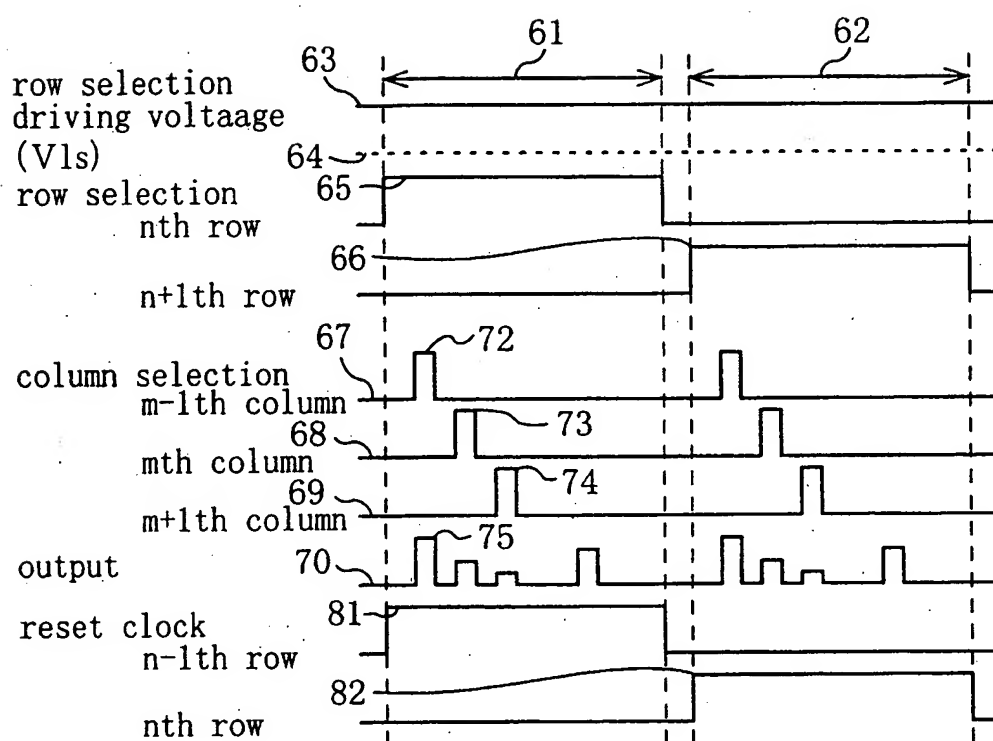 61
62
63
row selection
driving voltaage
(V1s)
64
row selection
65
nth row
66
n+1th row
67
72
column selection
m-1th column
73
68
mth column
74
69
m+1th column
75
output
70
reset clock
81
n-1th row
82
nth row